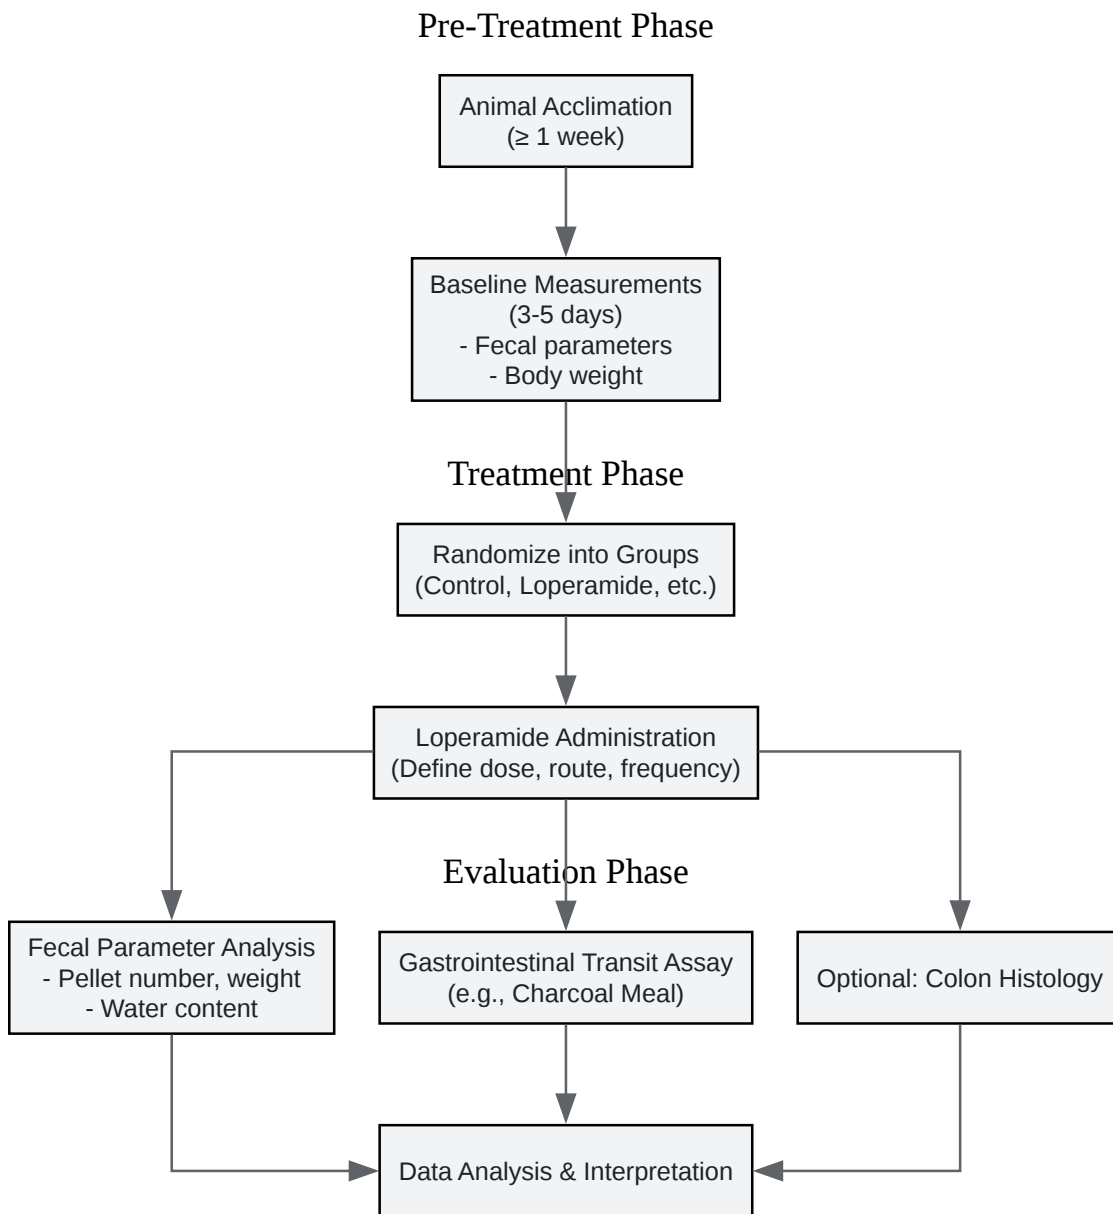 Pre-Treatment Phase
Animal Acclimation
(≥ 1 week)
Baseline Measurements
(3-5 days)
- Fecal parameters
- Body weight
Treatment Phase
Randomize into Groups
(Control, Loperamide, etc.)
Loperamide Administration
(Define dose, route, frequency)
Evaluation Phase
Fecal Parameter Analysis
- Pellet number, weight
- Water content
Gastrointestinal Transit Assay
(e.g., Charcoal Meal)
Optional: Colon Histology
Data Analysis & Interpretation